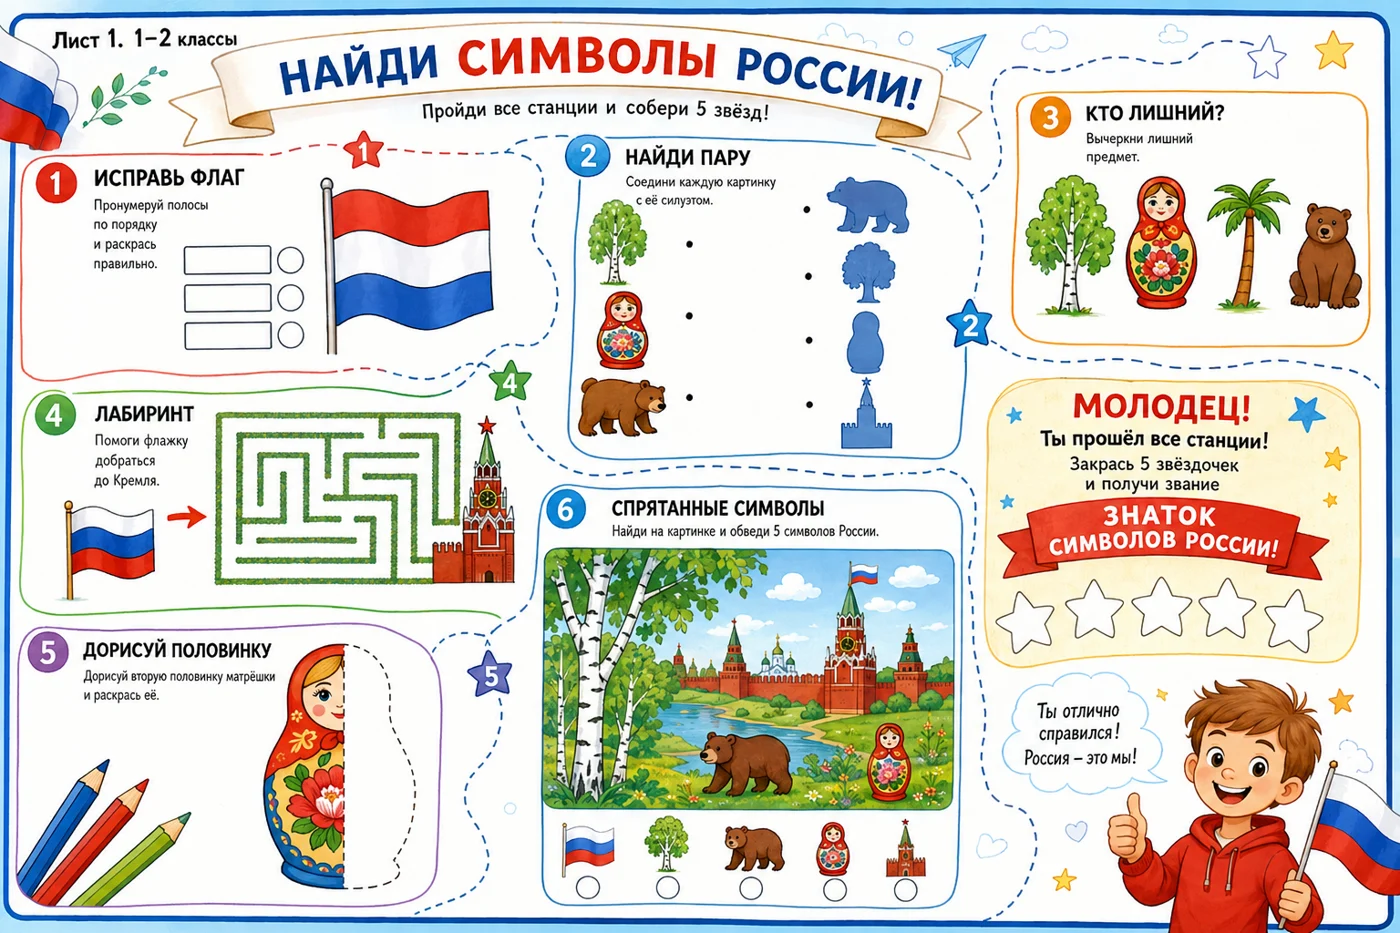 Лист 1. 1–2 классы
НАЙДИ СИМВОЛЫ РОССИИ!
Пройди все станции и собери 5 звёзд!
1
1 ИСПРАВЬ ФЛАГ
Пронумеруй полосы
по порядку
и раскрась
правильно.
2 НАЙДИ ПАРУ
Соедини каждую картинку
с её силуэтом.
2
3 КТО ЛИШНИЙ?
Вычеркни лишний
предмет.
4
4 ЛАБИРИНТ
Помоги флажку
добраться
до Кремля.
5 ДОРИСУЙ ПОЛОВИНКУ
Дорисуй вторую половинку матрёшки
и раскрась её.
5
6 СПРЯТАННЫЕ СИМВОЛЫ
Найди на картинке и обведи 5 символов России.
МОЛОДЕЦ!
Ты прошёл все станции!
Закрась 5 звёздочек
и получи звание
ЗНАТОК
СИМВОЛОВ РОССИИ!
Ты отлично
справился!
Россия – это мы!